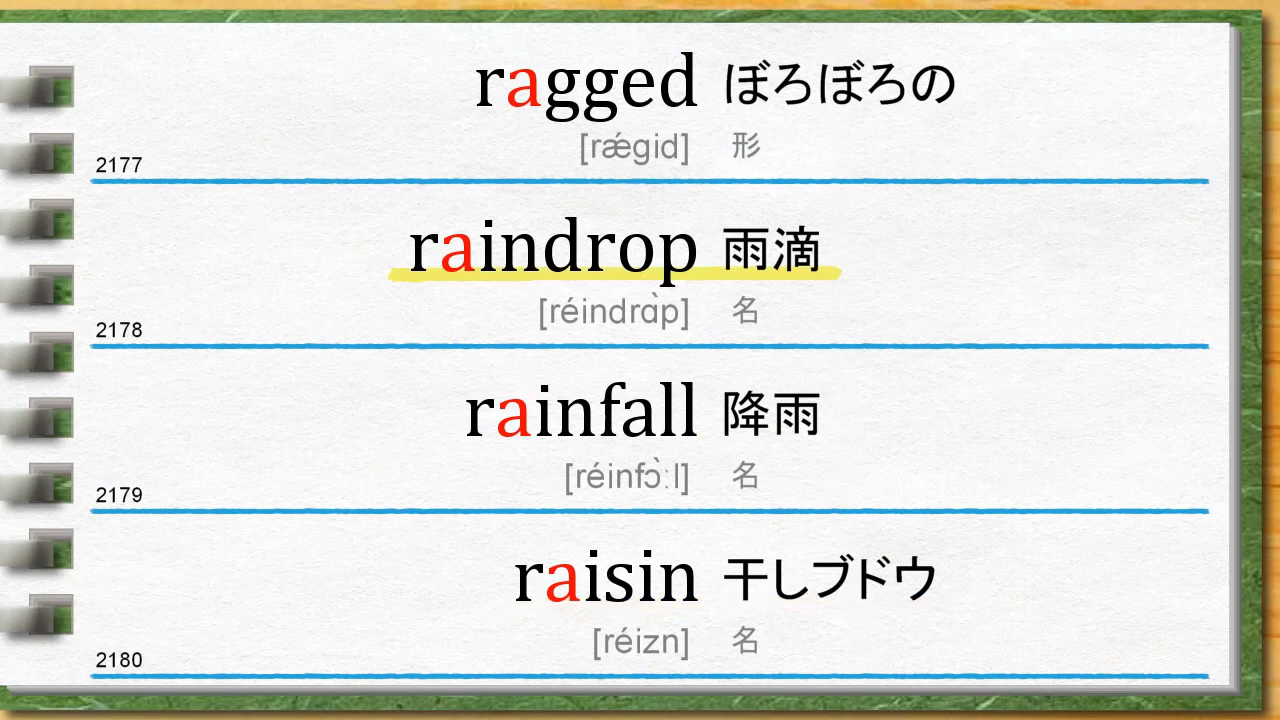 ragged ぼろぼろの
[rǽgid] 形
2177
raindrop 雨滴
[réindrɑ̀p] 名
2178
rainfall 降雨
[réinfɔ̀ːl] 名
2179
raisin 干しブドウ
[réizn] 名
2180